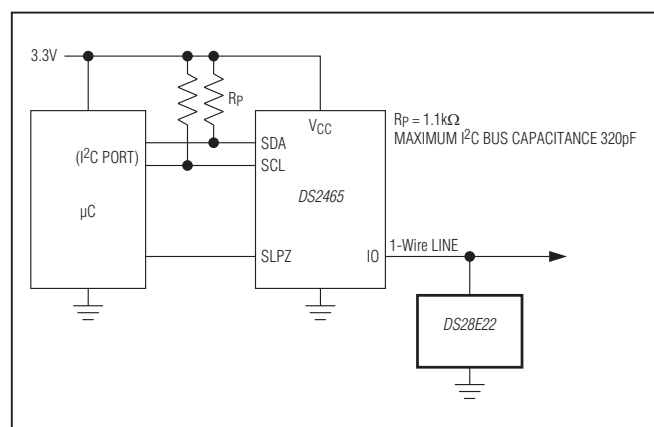 3.3V
RP
VCC
RP = 1.1kΩ
MAXIMUM I2C BUS CAPACITANCE 320pF
(I2C PORT)
SDA
SCL
DS2465
µC
1-Wire LINE
SLPZ
IO
DS28E22